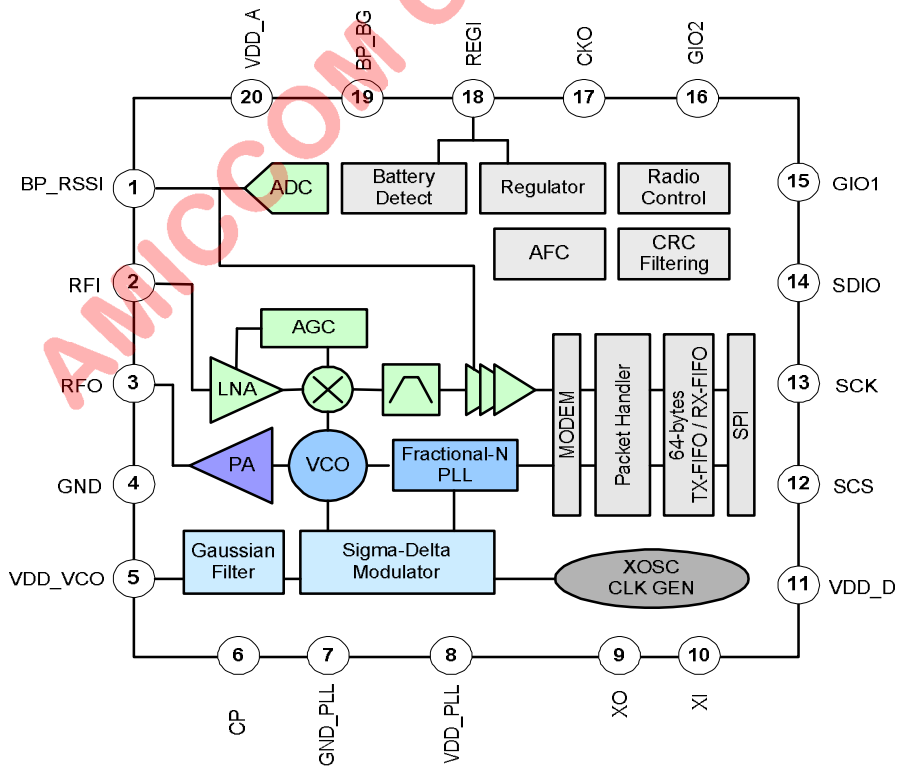 VDD_A
BP_BG
REGI
CKO
GIO2
20
19
18
17
16
BP_RSSI
1
ADC
Battery
Detect
Regulator
Radio
Control
15
GIO1
AFC
CRC
Filtering
RFI
2
14
SDIO
AGC
RFO
3
LNA
MODEM
Packet Handler
64-bytes
TX-FIFO / RX-FIFO
SPI
13
SCK
PA
VCO
Fractional-N
PLL
GND
4
12
SCS
Gaussian
Filter
Sigma-Delta
Modulator
XOSC
CLK GEN
VDD_VCO
5
11
VDD_D
6
7
8
9
10
CP
GND_PLL
VDD_PLL
XO
XI
AMICCOM